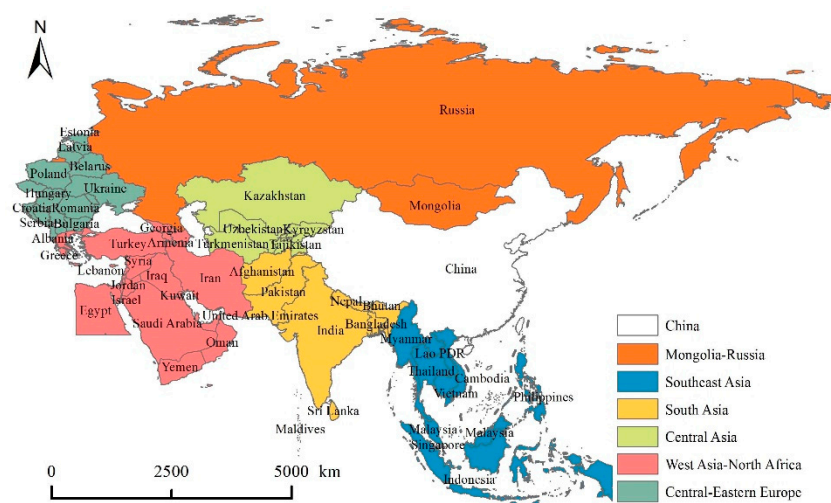 N
Russia
Estonia
Latvia
Belarus
Poland
Ukraine
Hungary
Croatia Romania
Serbia Bulgaria
Albania
Greece
Kazakhstan
Mongolia
Uzbekistan Kyrgyzstan
Turkmenistan Tajikistan
Georgia
Turkey Armenia
Syria
Lebanon
Iraq
Iran
Jordan
Israel
Kuwait
Egypt
Saudi Arabia
United Arab Emirates
Oman
Yemen
Afghanistan
Pakistan
China
Nepal
Bhutan
India
Bangladesh
Myanmar
Lao PDR
Thailand
Cambodia
Vietnam
Philippines
Sri Lanka
Maldives
Malaysia
Malaysia
Singapore
Indonesia
China
Mongolia-Russia
Southeast Asia
South Asia
Central Asia
West Asia-North Africa
Central-Eastern Europe
0 2500 5000 km